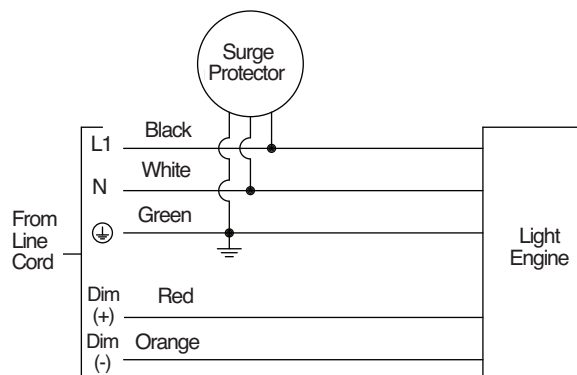 Surge
Protector
L1 Black
N White
Green
From
Line
Cord
Light
Engine
Dim
(+) Red
Dim
(-) Orange